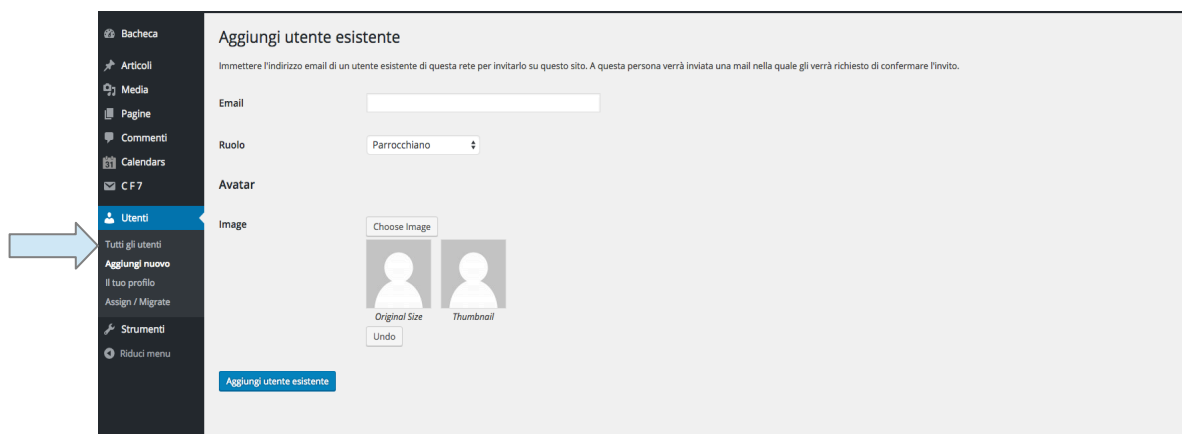 Bacheca
Articoli
Media
Pagine
Commenti
31 Calendars
C F 7
Utenti
Tutti gli utenti
Aggiungi nuovo
Il tuo profilo
Assign / Migrate
Strumenti
Riduci menu
Aggiungi utente esistente
Immettere l'indirizzo email di un utente esistente di questa rete per invitarlo su questo sito. A questa persona verrà inviata una mail nella quale gli verrà richiesto di confermare l'invito.
Email
Ruolo Parrocchiano
Avatar
Image Choose Image
Original Size Thumbnail
Undo
Aggiungi utente esistente